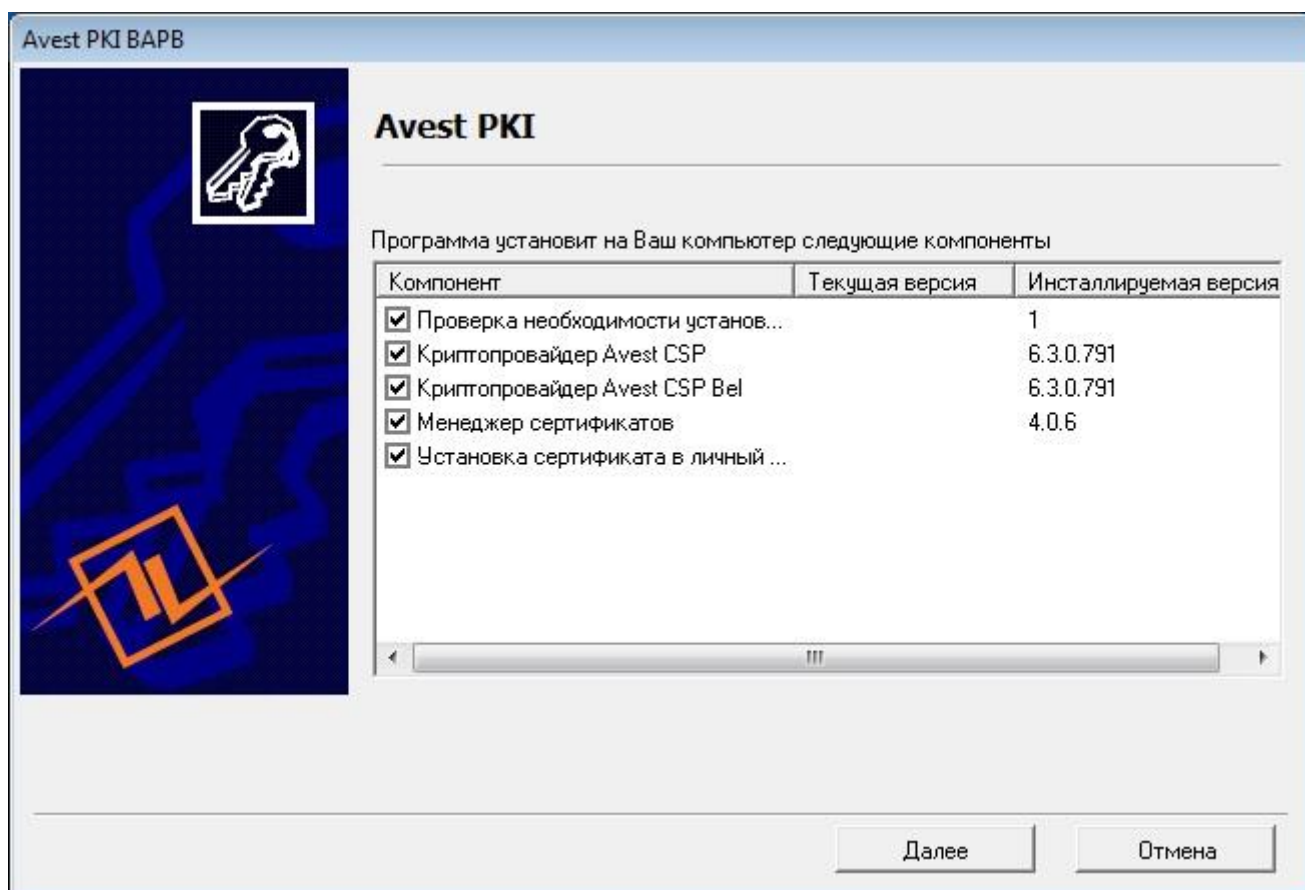 Avest PKI BAPB
Avest PKI
Программа установит на Ваш компьютер следующие компоненты
Компонент Текущая версия Инсталлируемая версия
Проверка необходимости установ... 1
Криптопровайдер Avest CSP 6.3.0.791
Криптопровайдер Avest CSP Bel 6.3.0.791
Менеджер сертификатов 4.0.6
Установка сертификата в личный ...
Далее Отмена